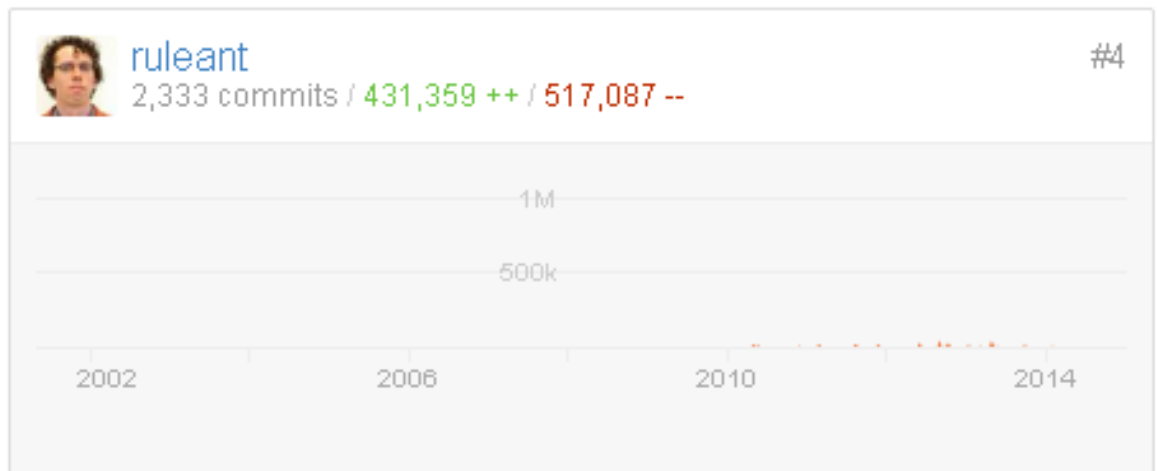 ruleant #4
2,333 commits / 431,359 ++ / 517,087 --
1M
500k
2002 2006 2010 2014